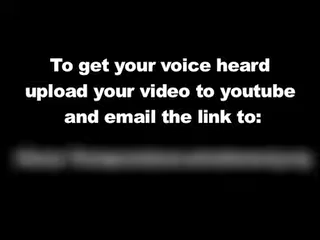 To get your voice heard
upload your video to youtube
and email the link to: